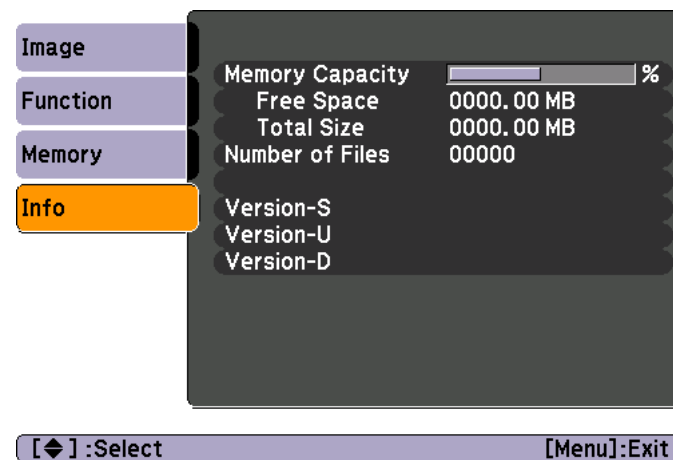 Image
Function
Memory
Info
Memory Capacity %
Free Space 0000.00 MB
Total Size 0000.00 MB
Number of Files 00000
Version-S
Version-U
Version-D
[◆] :Select [Menu]:Exit